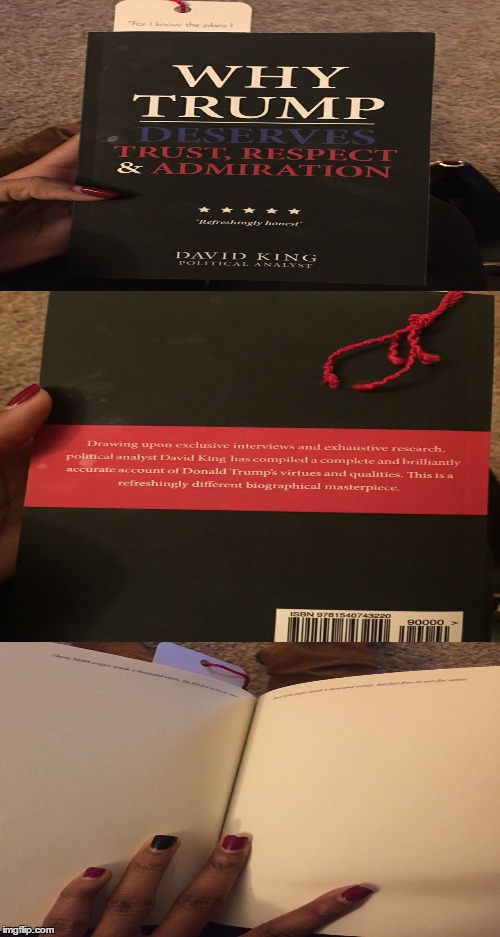 "For I know the plans I
WHY
TRUMP
DESERVES
TRUST, RESPECT
& ADMIRATION
'Refreshingly honest'
DAVID KING
POLITICAL ANALYST
Drawing upon exclusive interviews and exhaustive research,
political analyst David King has compiled a complete and brilliantly
accurate account of Donald Trump's virtues and qualities. This is a
refreshingly different biographical masterpiece.
ISBN 9781540743220
90000 >
imgflip.com